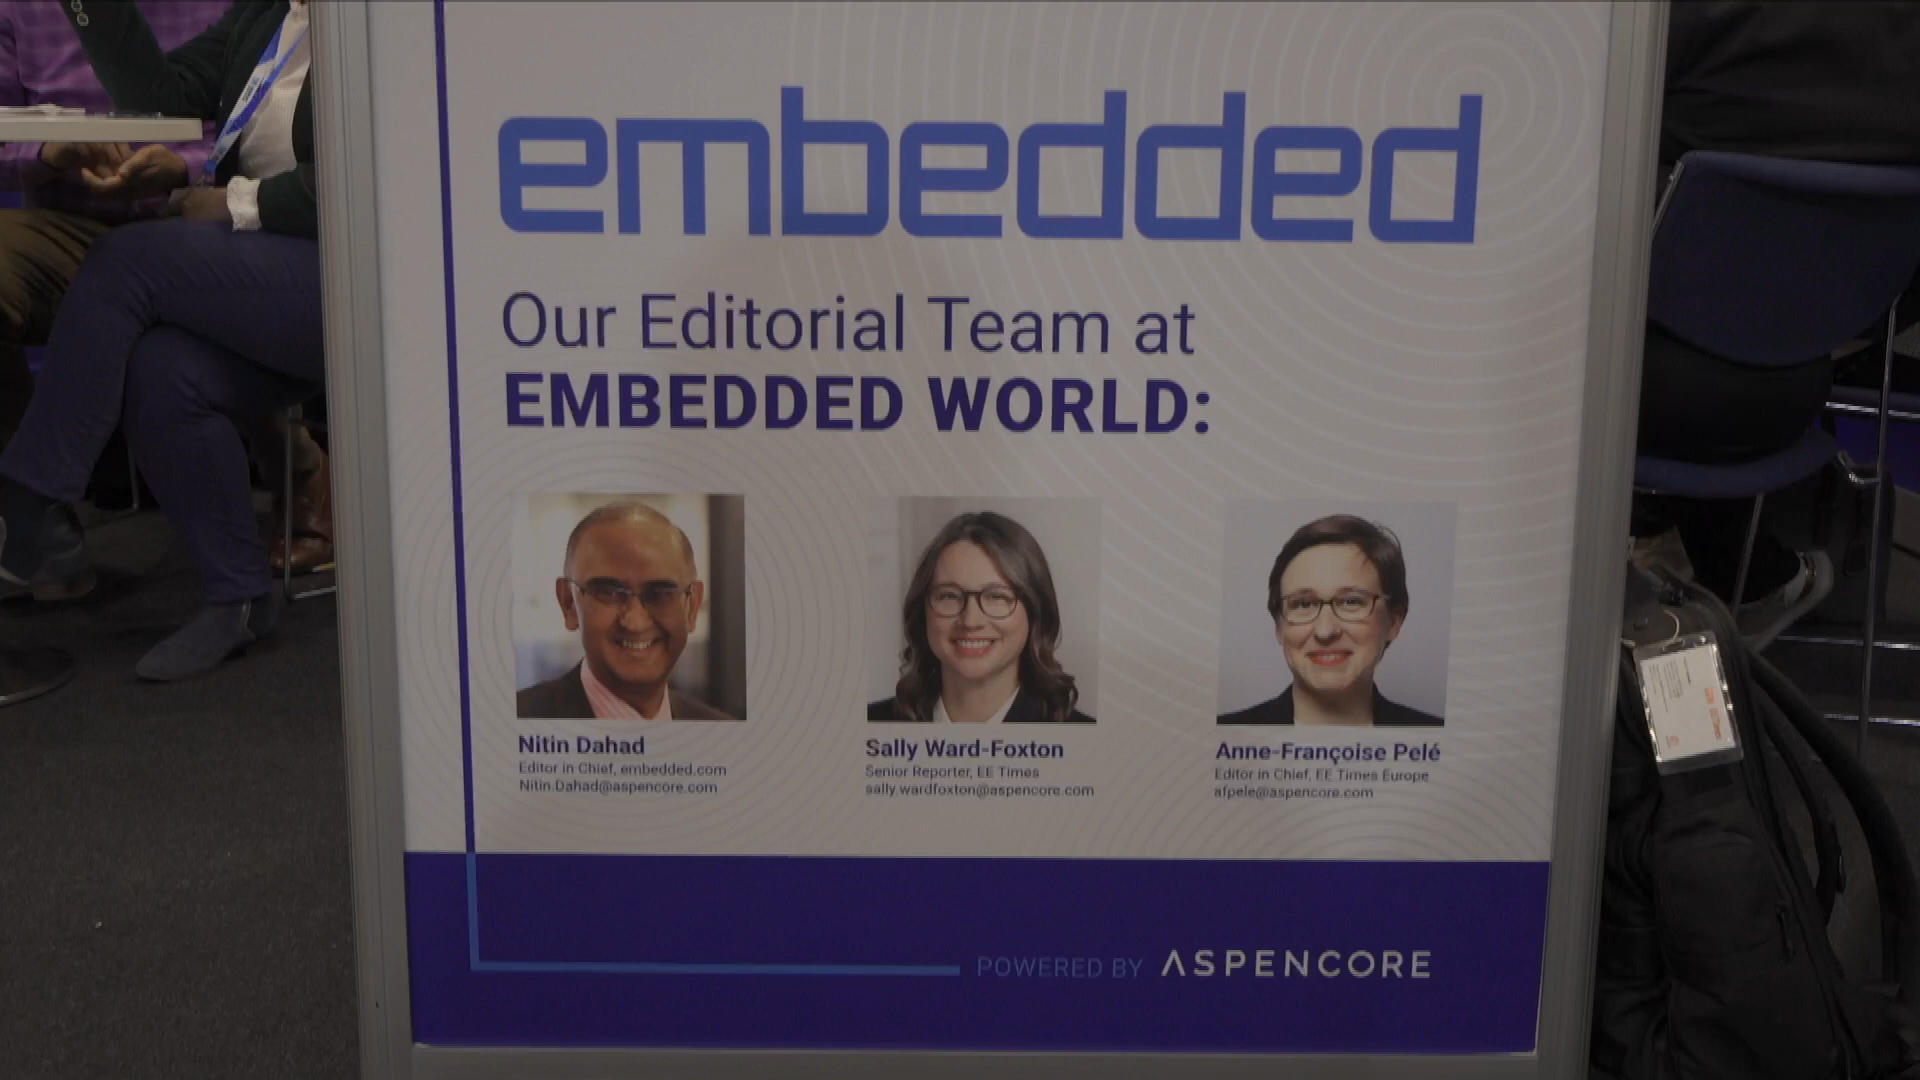 embedded
Our Editorial Team at
EMBEDDED WORLD:
Nitin Dahad
Editor in Chief, embedded.com
Nitin.Dahad@aspencore.com
Sally Ward-Foxton
Senior Reporter, EE Times
sally.wardfoxton@aspencore.com
Anne-Françoise Pelé
Editor in Chief, EE Times Europe
afpele@aspencore.com
POWERED BY ASPENCORE